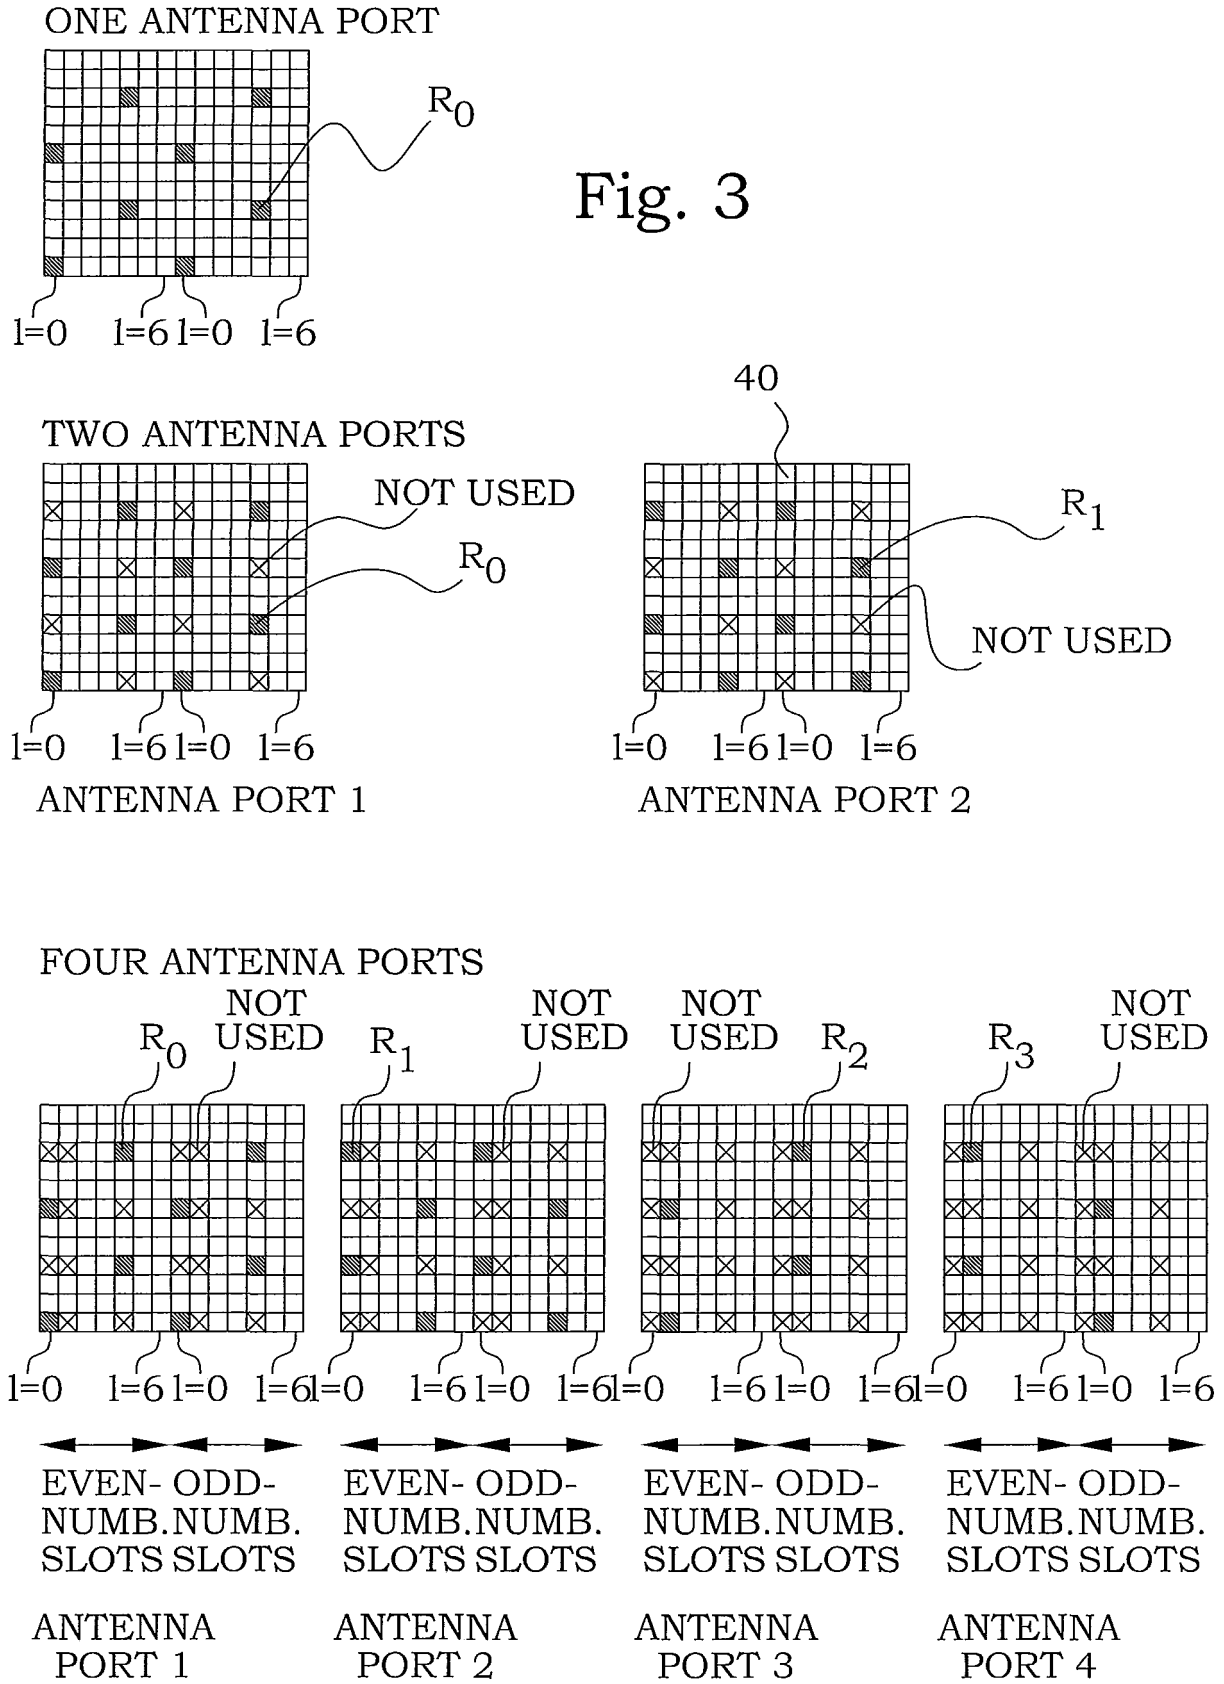 ONE ANTENNA PORT
R0
Fig. 3
l=0 l=6 l=0 l=6
40
TWO ANTENNA PORTS
NOT USED
R0
R1
NOT USED
l=0 l=6 l=0 l=6
l=0 l=6 l=0 l=6
ANTENNA PORT 1
ANTENNA PORT 2
FOUR ANTENNA PORTS
R0
NOT
USED
R1
NOT
USED
NOT
USED
R2
R3
NOT
USED
l=0 l=6 l=0 l=6
l=0 l=6 l=0 l=6
l=0 l=6 l=0 l=6
l=0 l=6 l=0 l=6
EVEN-
NUMB.
SLOTS
ODD-
NUMB.
SLOTS
EVEN-
NUMB.
SLOTS
ODD-
NUMB.
SLOTS
EVEN-
NUMB.
SLOTS
ODD-
NUMB.
SLOTS
EVEN-
NUMB.
SLOTS
ODD-
NUMB.
SLOTS
ANTENNA
PORT 1
ANTENNA
PORT 2
ANTENNA
PORT 3
ANTENNA
PORT 4